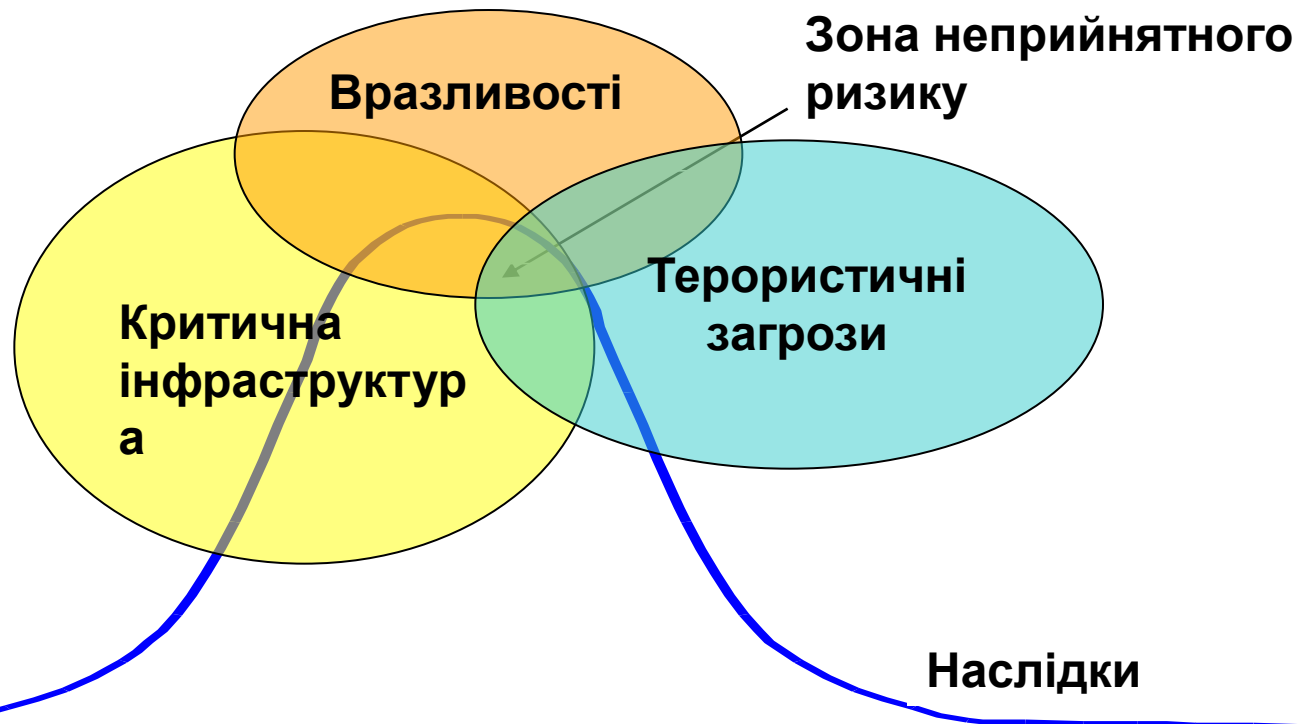 Зона неприйнятного
ризику
Вразливості
Терористичні
загрози
Критична
інфраструктур
а
Наслідки